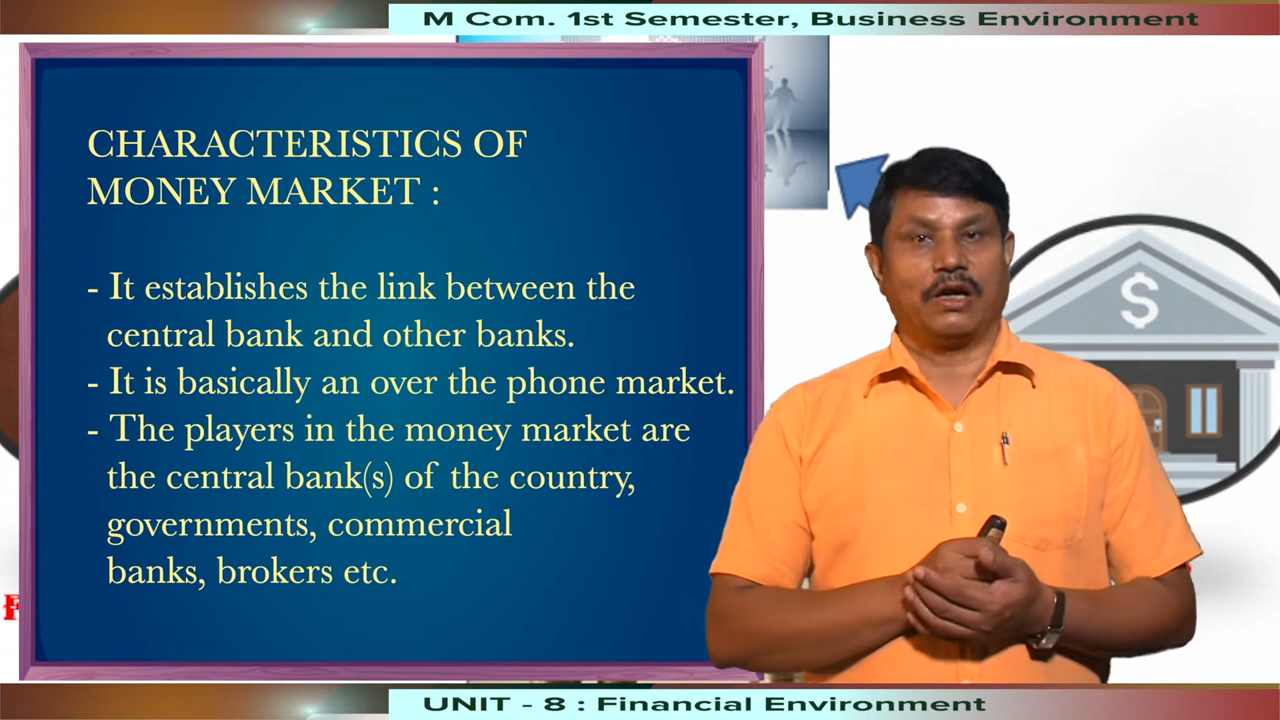 M Com. 1st Semester, Business Environment
CHARACTERISTICS OF
MONEY MARKET :
- It establishes the link between the
central bank and other banks.
- It is basically an over the phone market.
- The players in the money market are
the central bank(s) of the country,
governments, commercial
banks, brokers etc.
$
UNIT - 8 : Financial Environment